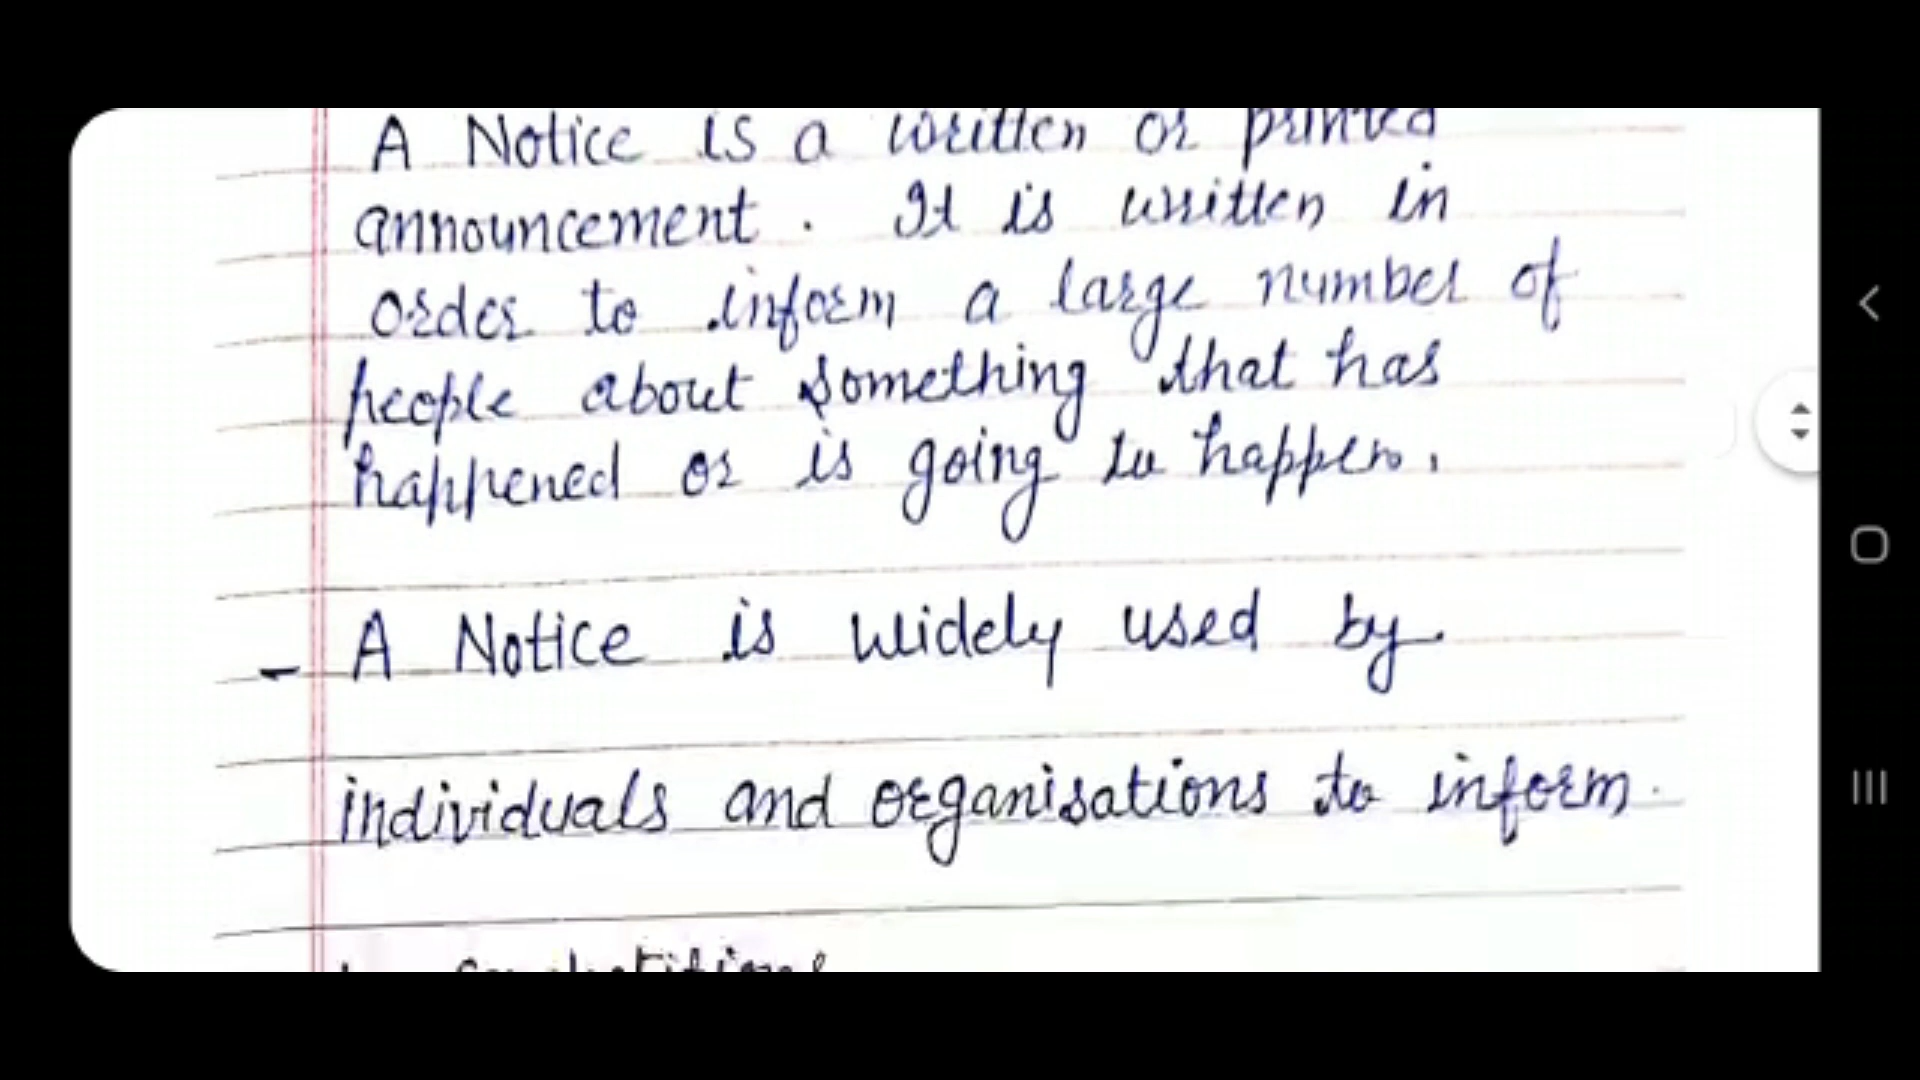 A Notice is a written or printed
announcement. It is written in
order to inform a large number of
people about something that has
happened or is going to happen.
- A Notice is widely used by
individuals and organisations to inform